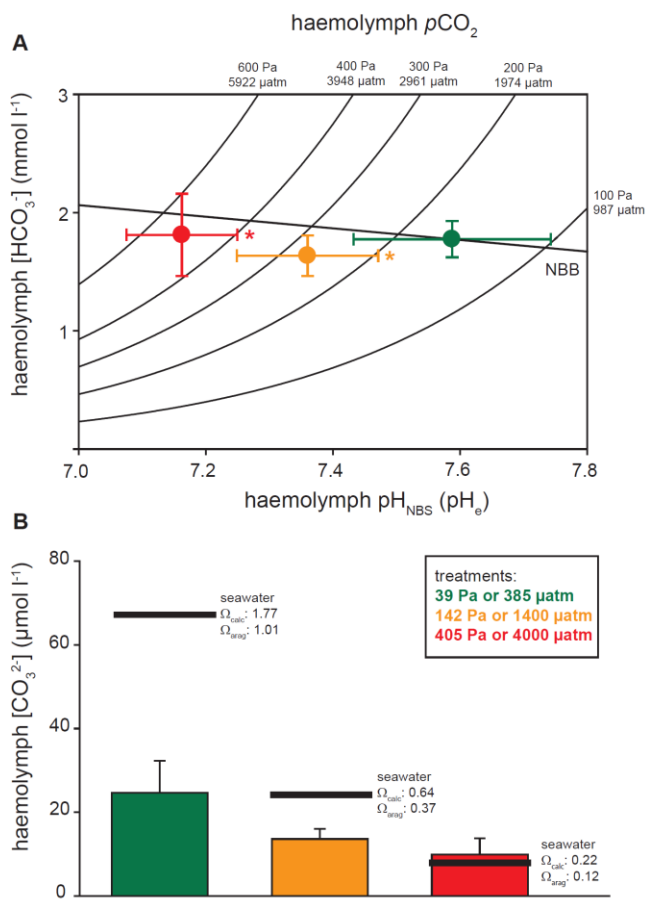 haemolymph pCO2
A
600 Pa
5922 µatm
400 Pa
3948 µatm
300 Pa
2961 µatm
200 Pa
1974 µatm
100 Pa
987 µatm
haemolymph [HCO3-] (mmol l-1)
3
2
1
*
*
NBB
7.0
7.2
7.4
7.6
7.8
haemolymph pHNBS (pHe)
B
haemolymph [CO32-] (µmol l-1)
80
60
40
20
0
seawater
Ωcalc: 1.77
Ωarag: 1.01
seawater
Ωcalc: 0.64
Ωarag: 0.37
seawater
Ωcalc: 0.22
Ωarag: 0.12
treatments:
39 Pa or 385 µatm
142 Pa or 1400 µatm
405 Pa or 4000 µatm